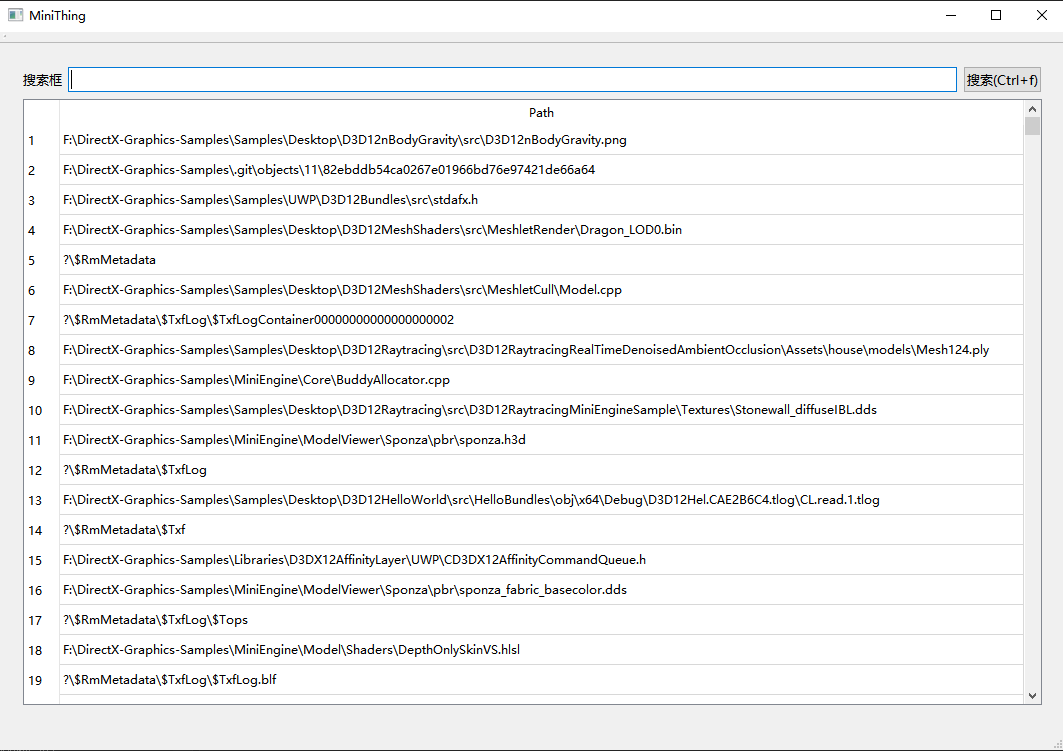 MiniThing
搜索框 搜索(Ctrl+f)
Path
1 F:\DirectX-Graphics-Samples\Samples\Desktop\D3D12nBodyGravity\src\D3D12nBodyGravity.png
2 F:\DirectX-Graphics-Samples\.git\objects\11\82ebddb54ca0267e01966bd76e97421de66a64
3 F:\DirectX-Graphics-Samples\Samples\UWP\D3D12Bundles\src\stdafx.h
4 F:\DirectX-Graphics-Samples\Samples\Desktop\D3D12MeshShaders\src\MeshletRender\Dragon_LOD0.bin
5 ?\$RmMetadata
6 F:\DirectX-Graphics-Samples\Samples\Desktop\D3D12MeshShaders\src\MeshletCull\Model.cpp
7 ?\$RmMetadata\$TxfLog\$TxfLogContainer00000000000000000002
8 F:\DirectX-Graphics-Samples\Samples\Desktop\D3D12Raytracing\src\D3D12RaytracingRealTimeDenoisedAmbientOcclusion\Assets\house\models\Mesh124.ply
9 F:\DirectX-Graphics-Samples\MiniEngine\Core\BuddyAllocator.cpp
10 F:\DirectX-Graphics-Samples\Samples\Desktop\D3D12Raytracing\src\D3D12RaytracingMiniEngineSample\Textures\Stonewall_diffuseIBL.dds
11 F:\DirectX-Graphics-Samples\MiniEngine\ModelViewer\Sponza\pbr\sponza.h3d
12 ?\$RmMetadata\$TxfLog
13 F:\DirectX-Graphics-Samples\Samples\Desktop\D3D12HelloWorld\src\HelloBundles\obj\x64\Debug\D3D12Hel.CAE2B6C4.tlog\CL.read.1.tlog
14 ?\$RmMetadata\$Txf
15 F:\DirectX-Graphics-Samples\Libraries\D3DX12AffinityLayer\UWP\CD3DX12AffinityCommandQueue.h
16 F:\DirectX-Graphics-Samples\MiniEngine\ModelViewer\Sponza\pbr\sponza_fabric_basecolor.dds
17 ?\$RmMetadata\$TxfLog\$Tops
18 F:\DirectX-Graphics-Samples\MiniEngine\Model\Shaders\DepthOnlySkinVS.hlsl
19 ?\$RmMetadata\$TxfLog\$TxfLog.blf